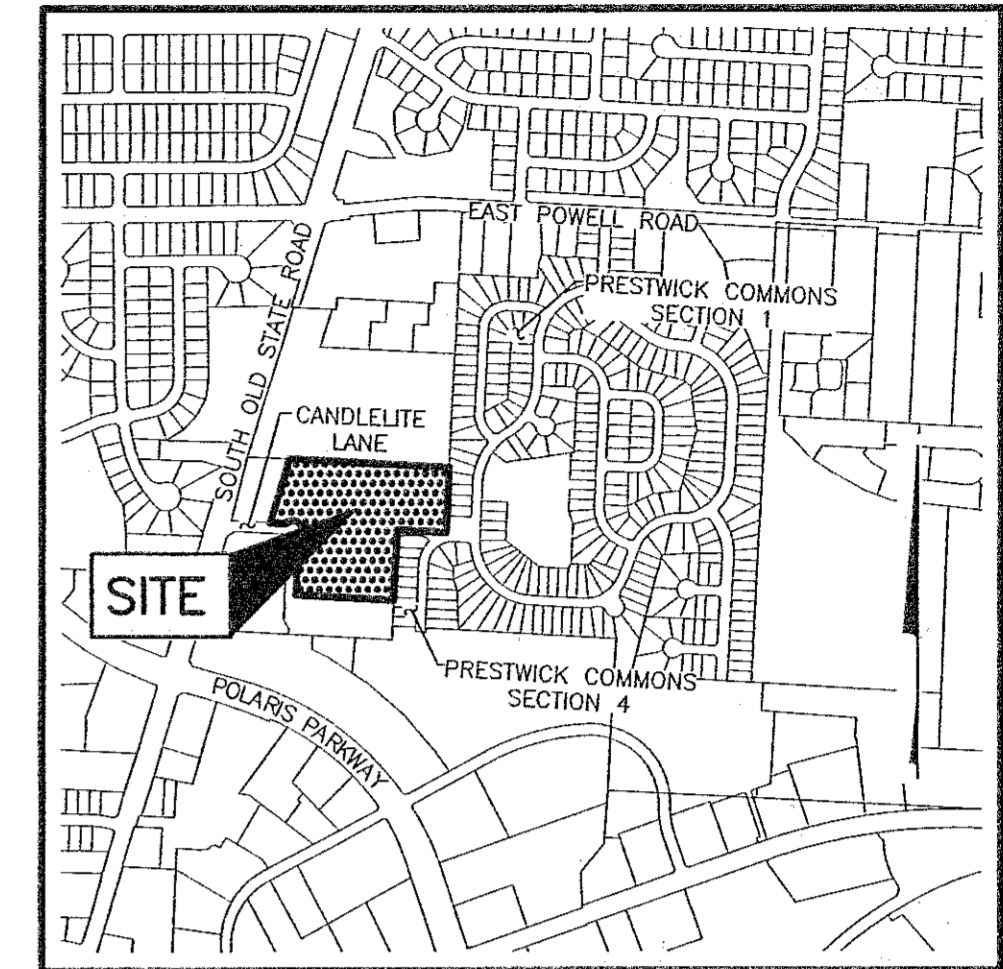 EAST POWELL ROAD
PRESTWICK COMMONS
SECTION 1
SOUTH OLD STATE ROAD
CANDLELITE
LANE
SITE
PRESTWICK COMMONS
SECTION 4
POLARIS PARKWAY